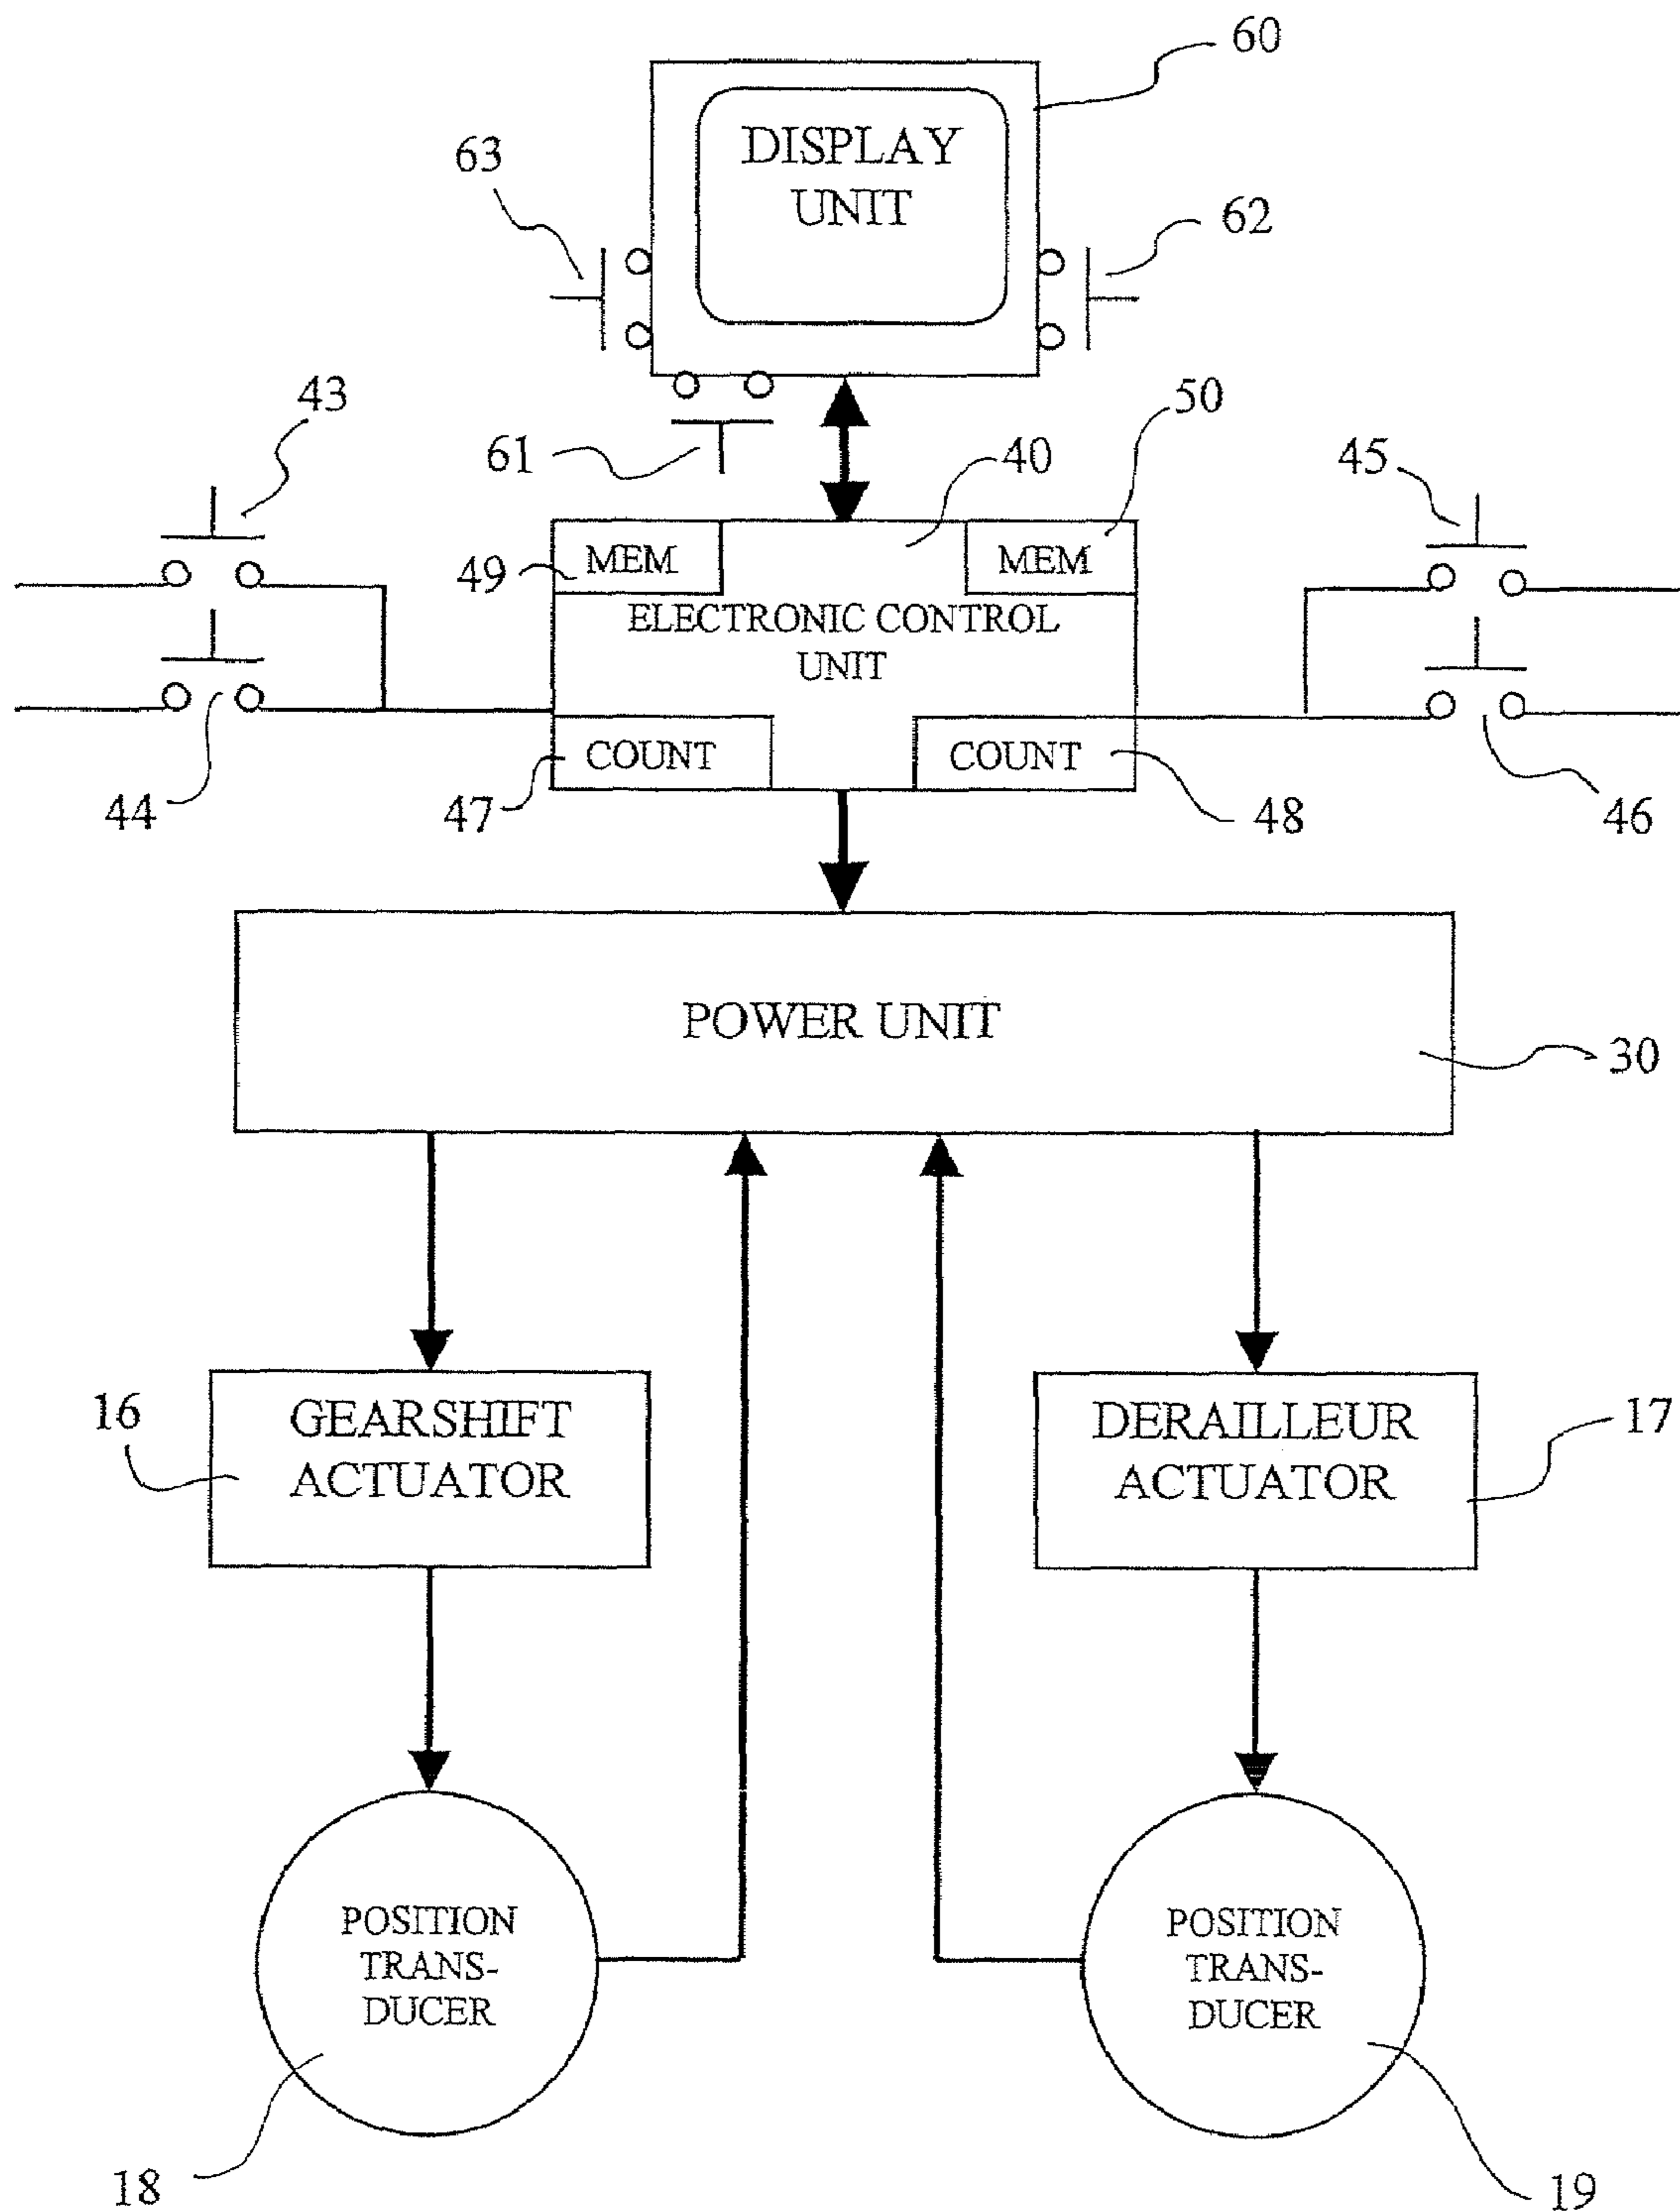 60
DISPLAY
UNIT
63
62
43
61
40
50
45
49
MEM
MEM
ELECTRONIC CONTROL
UNIT
44
47
COUNT
COUNT
48
46
POWER UNIT
30
16
GEARSHIFT
ACTUATOR
DERAILLEUR
ACTUATOR
17
POSITION
TRANS-
DUCER
POSITION
TRANS-
DUCER
18
19